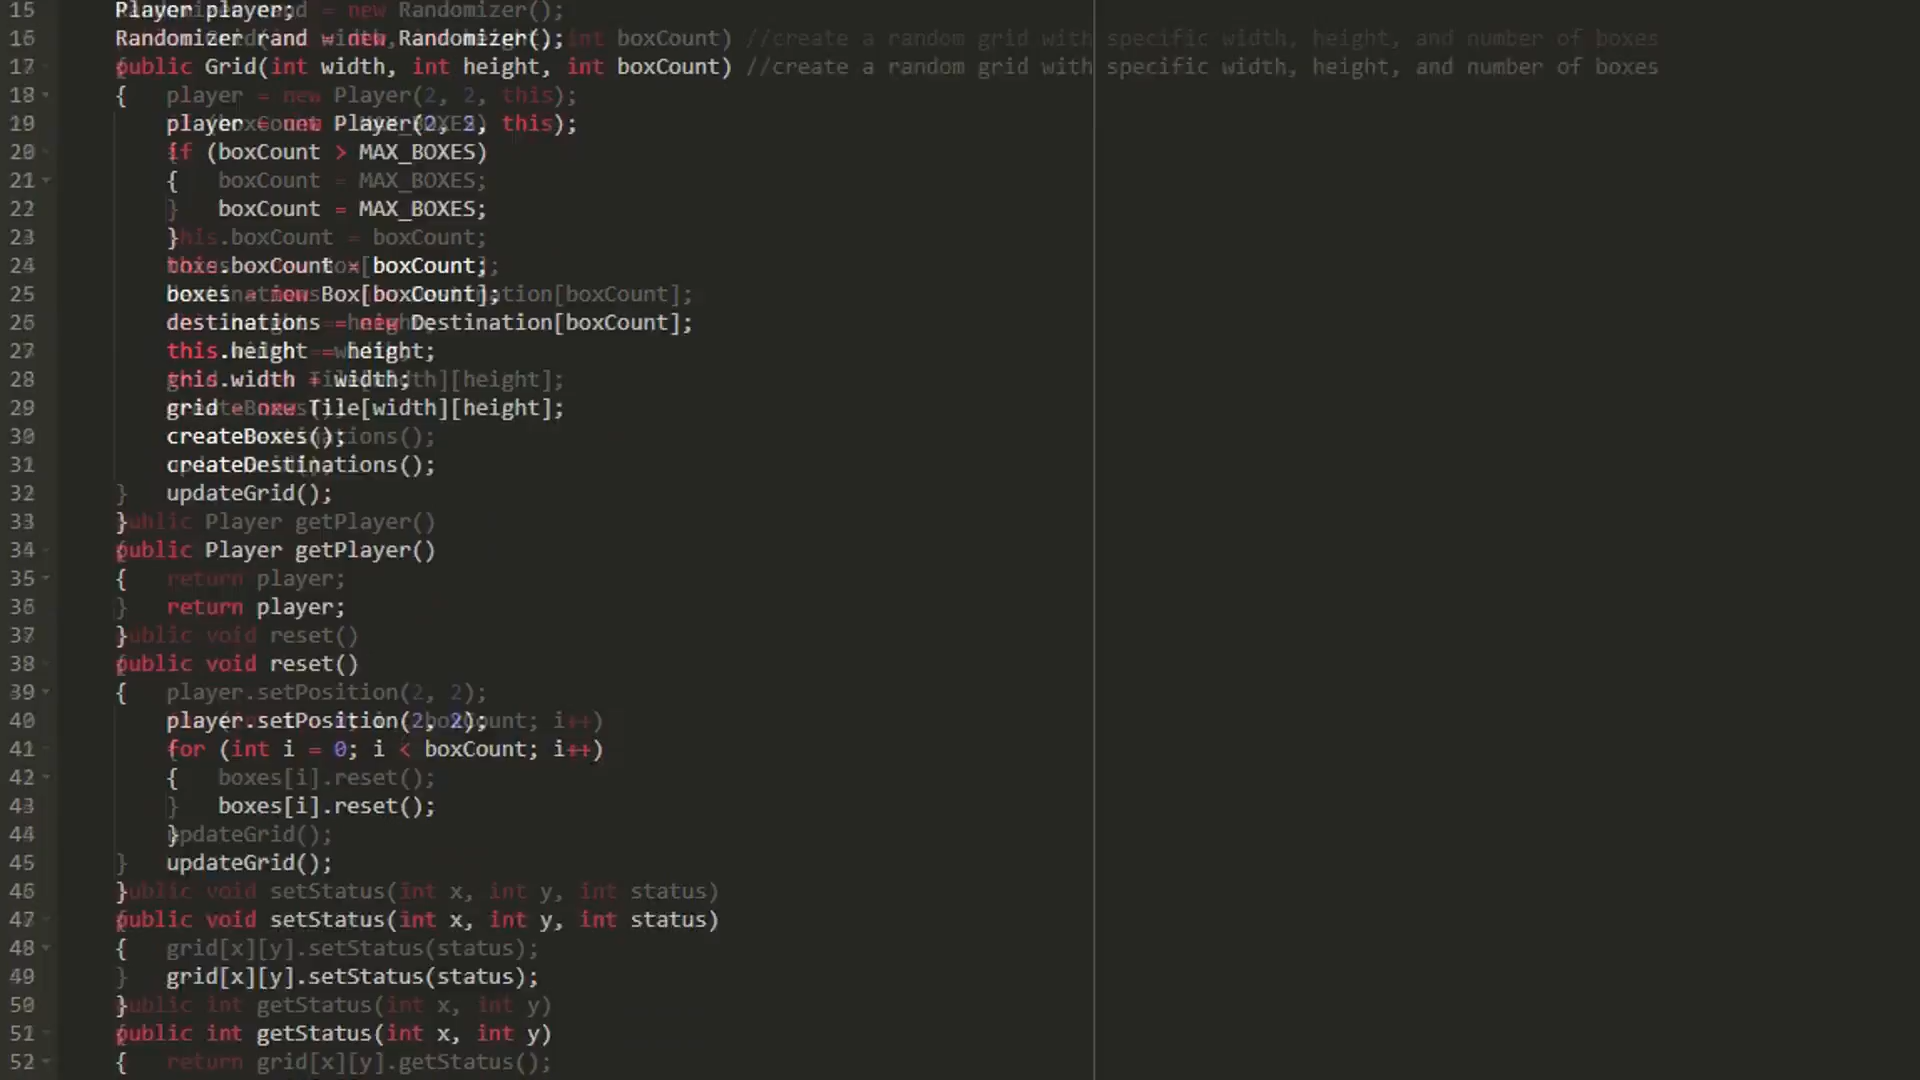 15 Player player;
16 Randomizer rand = new Randomizer();
17 public Grid(int width, int height, int boxCount) //create a random grid with specific width, height, and number of boxes
18 {
19 player = new Player(2, 2, this);
20 if (boxCount > MAX_BOXES)
21 {
22 boxCount = MAX_BOXES;
23 }
24 this.boxCount = boxCount;
25 boxes = new Box[boxCount];
26 destinations = new Destination[boxCount];
27 this.height = height;
28 this.width = width;
29 grid = new Tile[width][height];
30 createBoxes();
31 createDestinations();
32 updateGrid();
33 }
34 public Player getPlayer()
35 {
36 return player;
37 }
38 public void reset()
39 {
40 player.setPosition(2, 2);
41 for (int i = 0; i < boxCount; i++)
42 {
43 boxes[i].reset();
44 }
45 updateGrid();
46 }
47 public void setStatus(int x, int y, int status)
48 {
49 grid[x][y].setStatus(status);
50 }
51 public int getStatus(int x, int y)
52 { return grid[x][y].getStatus();